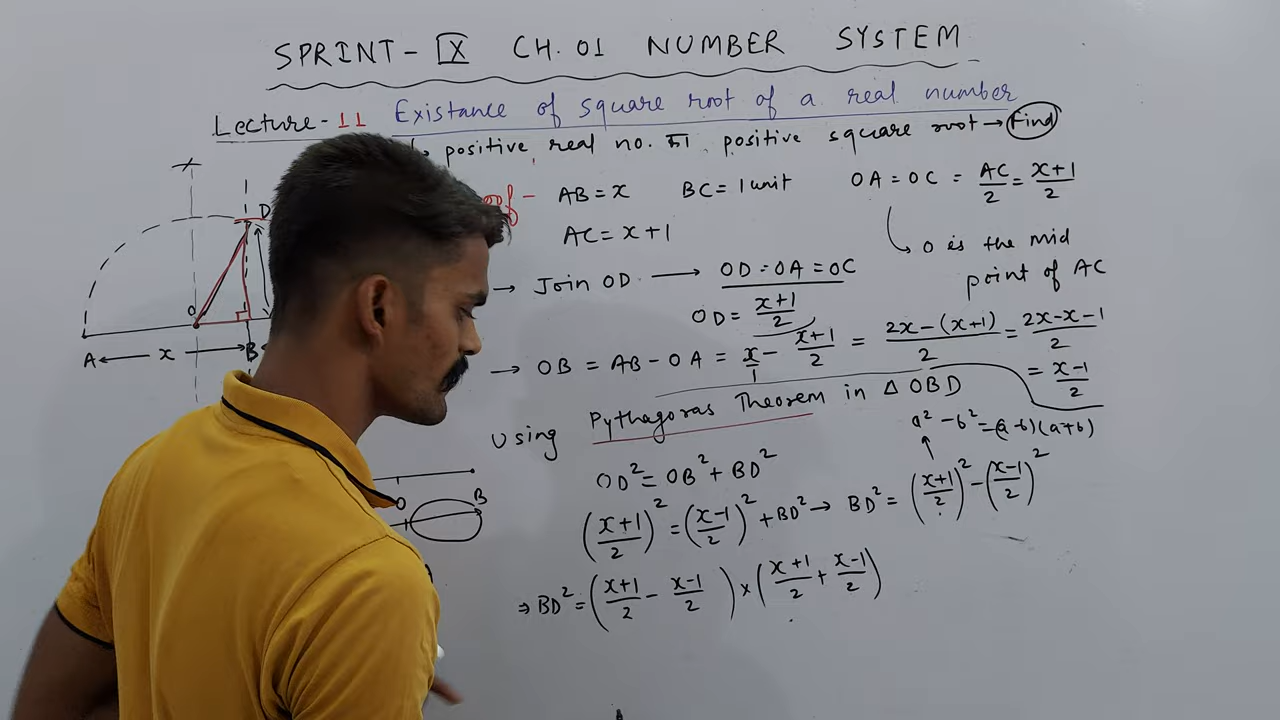 SPRINT - IX CH. 01 NUMBER SYSTEM
Lecture - 11 Existance of square root of a real number
positive real no. का positive square root → Find
AB = x BC = 1 unit OA = OC = AC/2 = (x+1)/2
AC = x+1
↳ O is the mid point of AC
→ Join OD → OD = OA = OC
OD = (x+1)/2
→ OB = AB - OA = x/1 - (x+1)/2 = (2x-(x+1))/2 = (2x-x-1)/2
= (x-1)/2
Using Pythagoras Theorem in △ OBD
a² - b² = (a-b)(a+b)
OD² = OB² + BD²
((x+1)/2)² = ((x-1)/2)² + BD² → BD² = ((x+1)/2)² - ((x-1)/2)²
⇒ BD² = ((x+1)/2 - (x-1)/2) × ((x+1)/2 + (x-1)/2)
D
O
A x B
O B